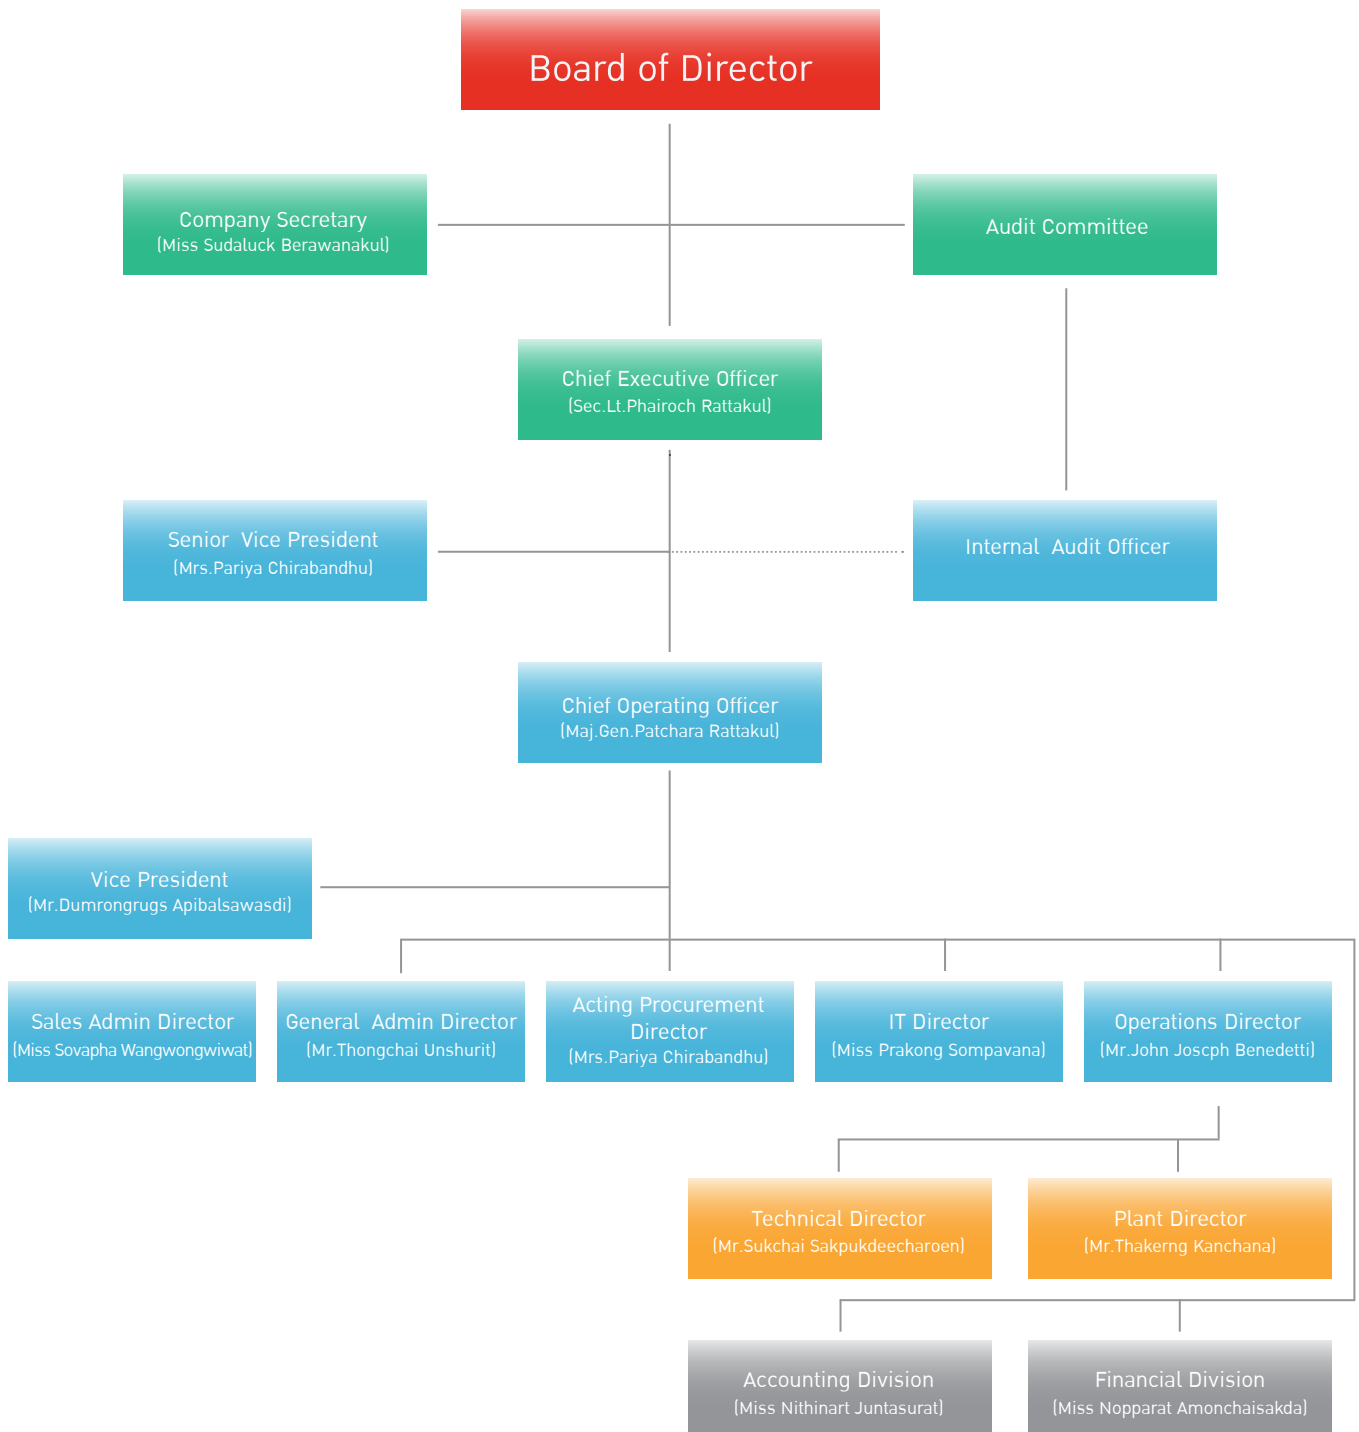 Board of Director
Company Secretary
(Miss Sudaluck Berawanakul)
Audit Committee
Chief Executive Officer
(Sec.Lt.Phairoch Rattakul)
Senior Vice President
(Mrs.Pariya Chirabandhu)
Internal Audit Officer
Chief Operating Officer
(Maj.Gen.Patchara Rattakul)
Vice President
(Mr.Dumrongrugs Apibalsawasdi)
Sales Admin Director
(Miss Sovapha Wangwongwiwat)
General Admin Director
(Mr.Thongchai Unshurit)
Acting Procurement
Director
(Mrs.Pariya Chirabandhu)
IT Director
(Miss Prakong Sompavana)
Operations Director
(Mr.John Joscph Benedetti)
Technical Director
(Mr.Sukchai Sakpukdeecharoen)
Plant Director
(Mr.Thakerng Kanchana)
Accounting Division
(Miss Nithinart Juntasurat)
Financial Division
(Miss Nopparat Amonchaisakda)